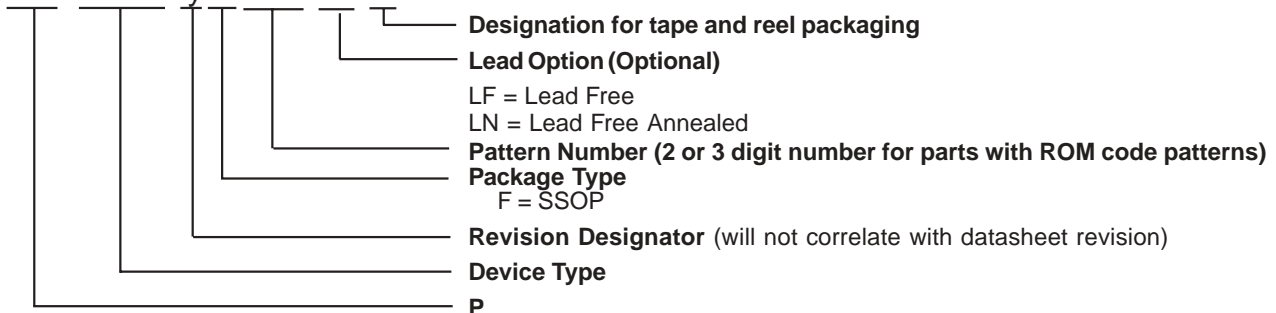 y
Designation for tape and reel packaging
Lead Option (Optional)
LF = Lead Free
LN = Lead Free Annealed
Pattern Number (2 or 3 digit number for parts with ROM code patterns)
Package Type
F = SSOP
Revision Designator (will not correlate with datasheet revision)
Device Type
P